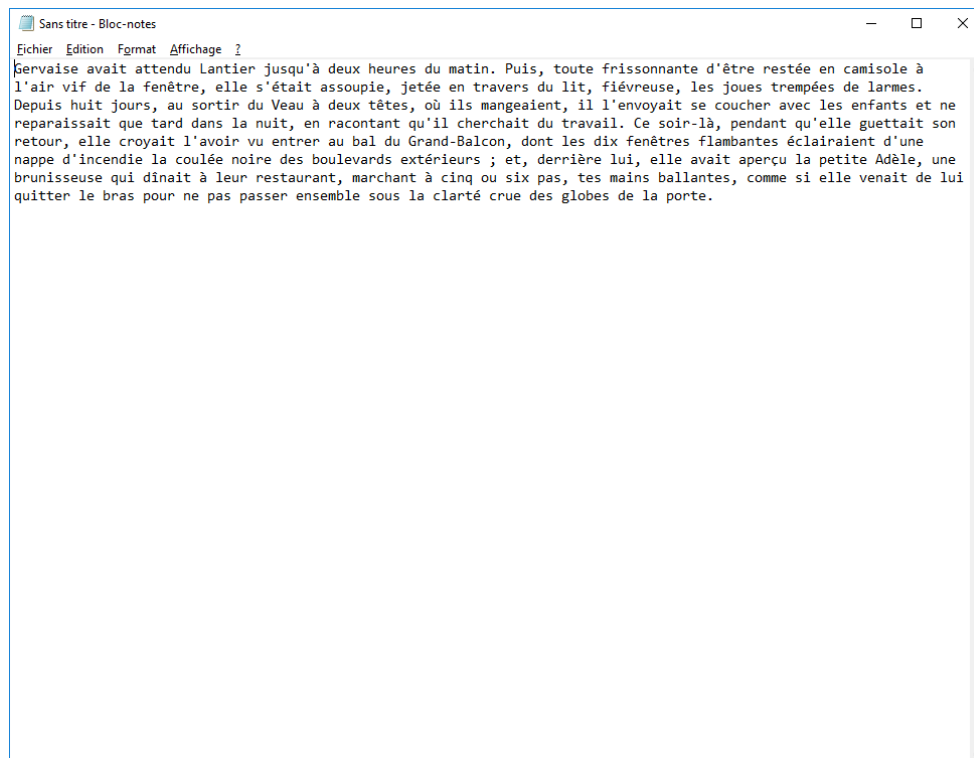 Sans titre - Bloc-notes
Fichier Edition Format Affichage ?
Gervaise avait attendu Lantier jusqu'à deux heures du matin. Puis, toute frissonnante d'être restée en camisole à
l'air vif de la fenêtre, elle s'était assoupie, jetée en travers du lit, fiévreuse, les joues trempées de larmes.
Depuis huit jours, au sortir du Veau à deux têtes, où ils mangeaient, il l'envoyait se coucher avec les enfants et ne
reparaissait que tard dans la nuit, en racontant qu'il cherchait du travail. Ce soir-là, pendant qu'elle guettait son
retour, elle croyait l'avoir vu entrer au bal du Grand-Balcon, dont les dix fenêtres flambantes éclairaient d'une
nappe d'incendie la coulée noire des boulevards extérieurs ; et, derrière lui, elle avait aperçu la petite Adèle, une
brunisseuse qui dînait à leur restaurant, marchant à cinq ou six pas, tes mains ballantes, comme si elle venait de lui
quitter le bras pour ne pas passer ensemble sous la clarté crue des globes de la porte.